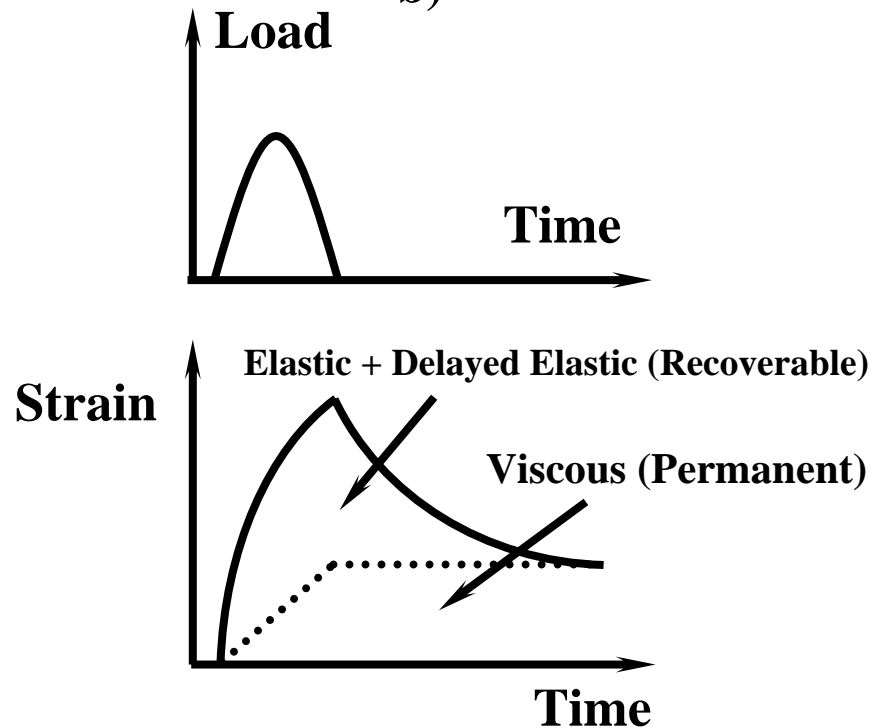 b)
Load
Time
Elastic + Delayed Elastic (Recoverable)
Strain
Viscous (Permanent)
Time